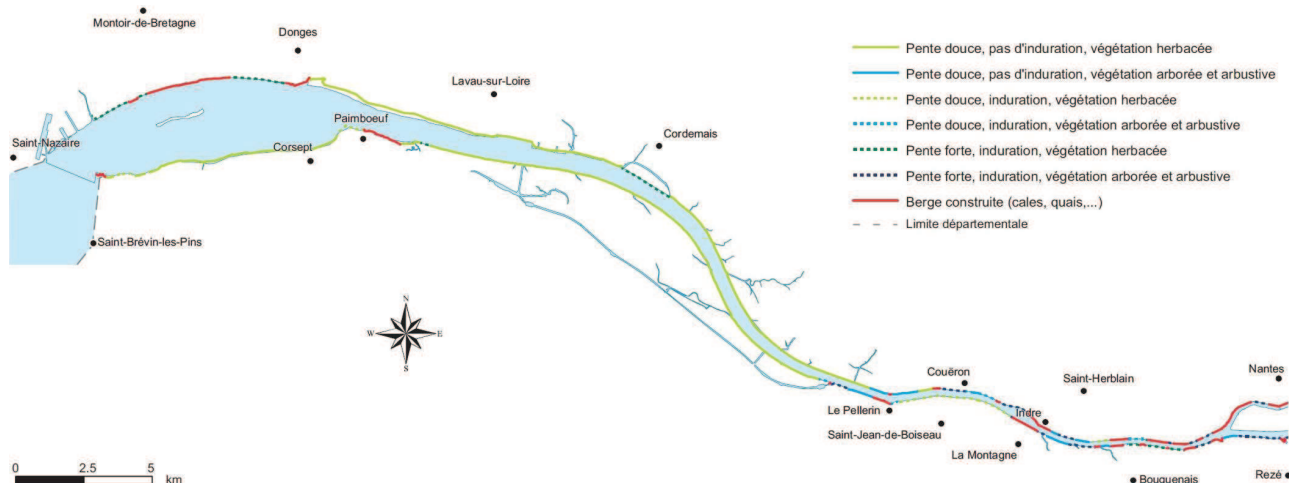 Montoir-de-Bretagne
Donges
Lavau-sur-Loire
Saint-Nazaire
Paimboeuf
Corsept
Cordemais
Saint-Brévin-les-Pins
Pente douce, pas d'induration, végétation herbacée
Pente douce, pas d'induration, végétation arborée et arbustive
Pente douce, induration, végétation herbacée
Pente douce, induration, végétation arborée et arbustive
Pente forte, induration, végétation herbacée
Pente forte, induration, végétation arborée et arbustive
Berge construite (cales, quais,...)
Limite départementale
N
W E
S
Couëron
Saint-Herblain
Nantes
Le Pellerin
Indre
Saint-Jean-de-Boiseau
La Montagne
Bouguenais
Rezé
0 2.5 5
km